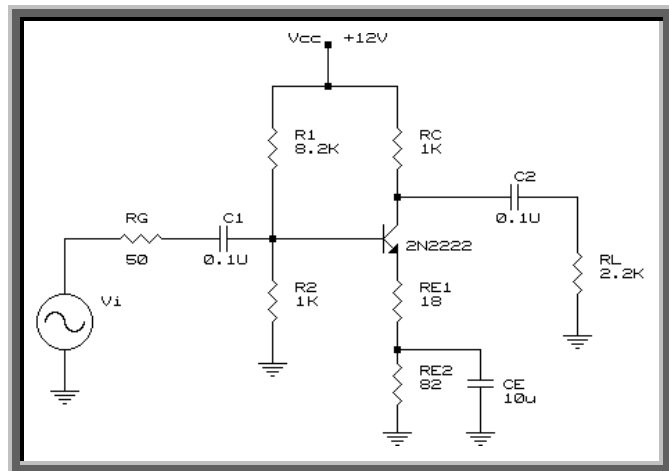 Vcc +12V
R1
8.2K
RC
1K
C2
0.1U
RG
50
C1
0.1U
2N2222
RL
2.2K
Vi
R2
1K
RE1
18
RE2
82
CE
10u